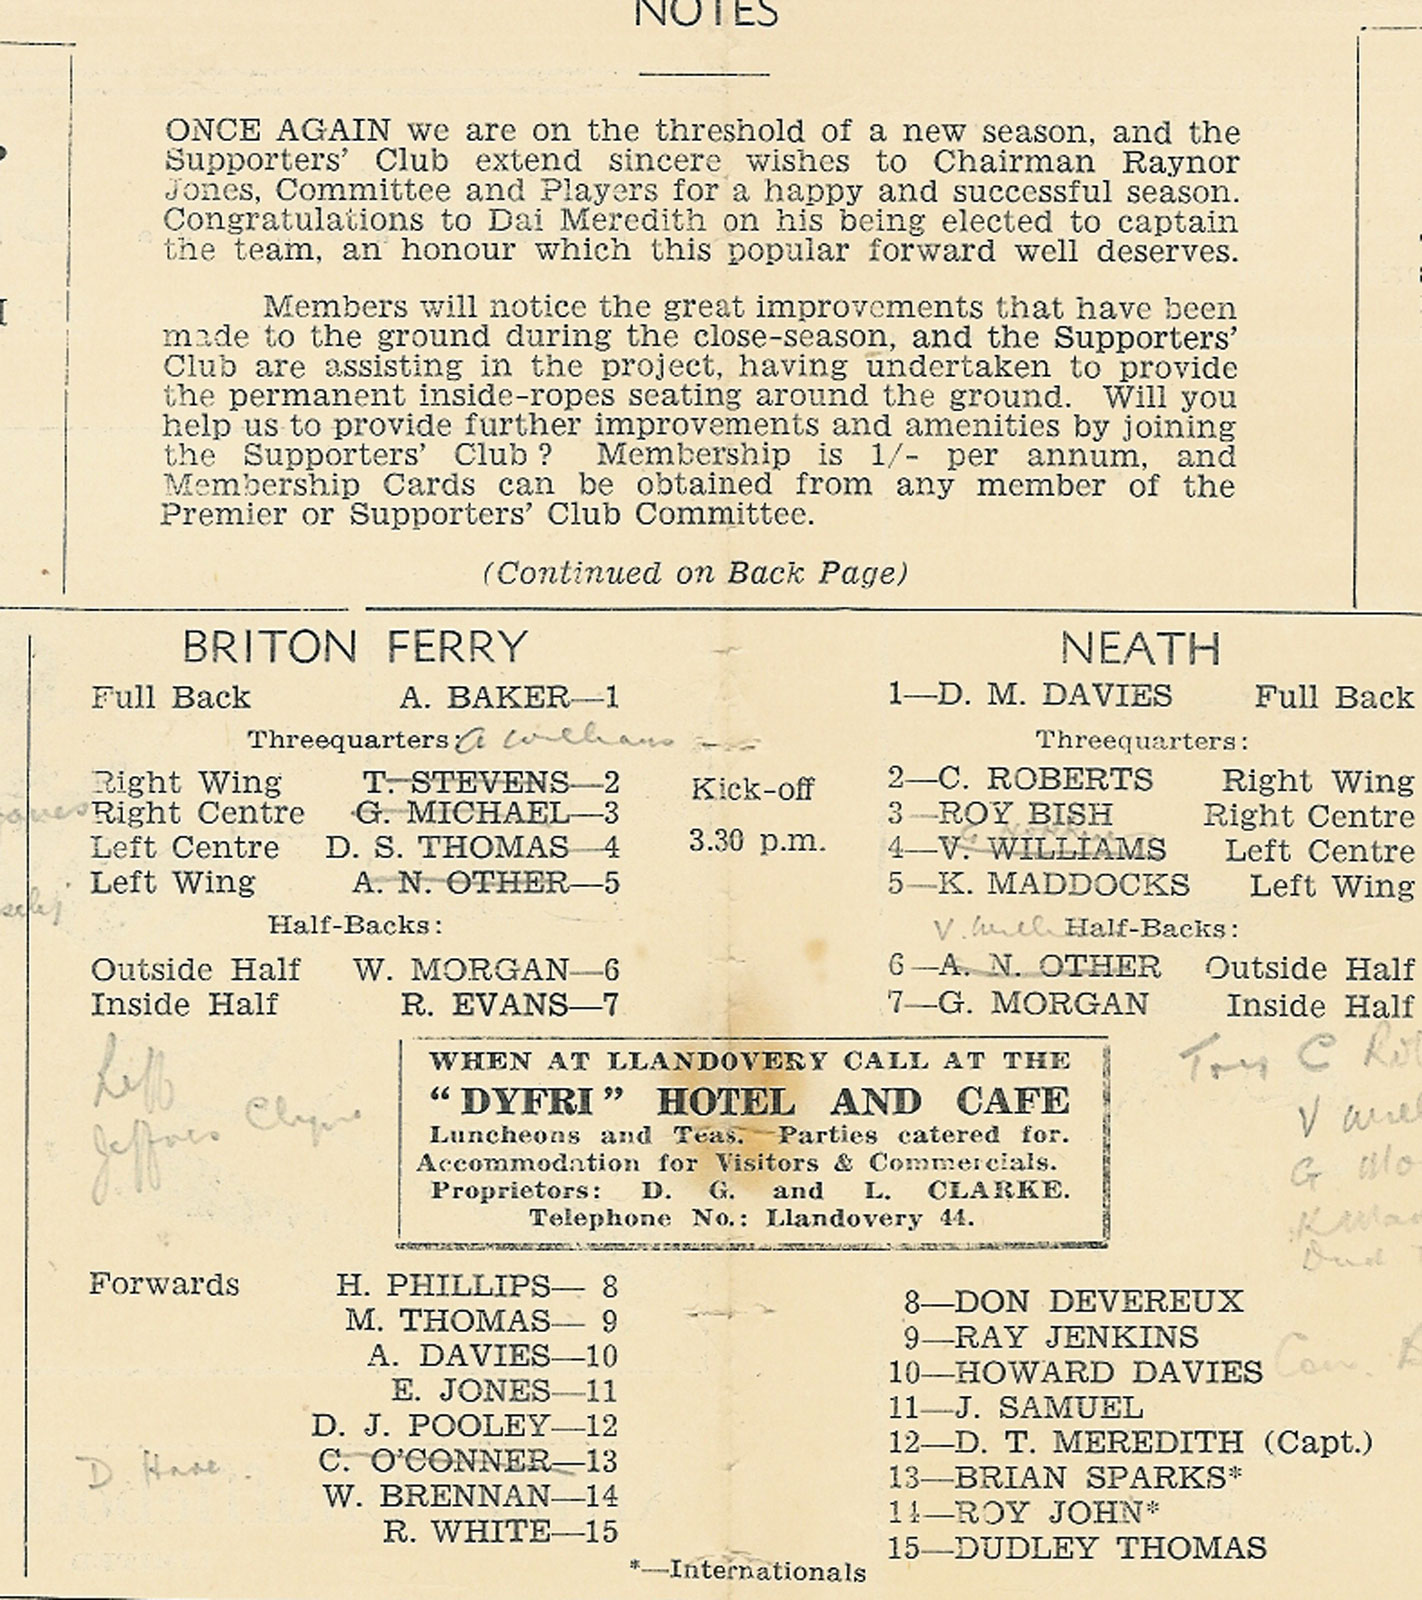 NOTES
ONCE AGAIN we are on the threshold of a new season, and the
Supporters' Club extend sincere wishes to Chairman Raynor
Jones, Committee and Players for a happy and successful season.
Congratulations to Dai Meredith on his being elected to captain
the team, an honour which this popular forward well deserves.
Members will notice the great improvements that have been
made to the ground during the close-season, and the Supporters'
Club are assisting in the project, having undertaken to provide
the permanent inside-ropes seating around the ground. Will you
help us to provide further improvements and amenities by joining
the Supporters' Club? Membership is 1/- per annum, and
Membership Cards can be obtained from any member of the
Premier or Supporters' Club Committee.
(Continued on Back Page)
BRITON FERRY
Full Back A. BAKER—1
Threequarters: A Williams
Right Wing T. STEVENS—2
Right Centre G. MICHAEL—3
Left Centre D. S. THOMAS—4
Left Wing A. N. OTHER—5
Half-Backs:
Outside Half W. MORGAN—6
Inside Half R. EVANS—7
Kick-off
3.30 p.m.
NEATH
1—D. M. DAVIES Full Back
Threequarters:
2—C. ROBERTS Right Wing
3—ROY BISH Right Centre
4—V. WILLIAMS Left Centre
5—K. MADDOCKS Left Wing
V. Half-Backs:
6—A. N. OTHER Outside Half
7—G. MORGAN Inside Half
WHEN AT LLANDOVERY CALL AT THE
"DYFRI" HOTEL AND CAFE
Luncheons and Teas. Parties catered for.
Accommodation for Visitors & Commercials.
Proprietors: D. G. and L. CLARKE.
Telephone No.: Llandovery 44.
Reff
Trys C
V
G
Forwards H. PHILLIPS— 8
M. THOMAS— 9
A. DAVIES—10
E. JONES—11
D. J. POOLEY—12
C. O'CONNER—13
W. BRENNAN—14
R. WHITE—15
D
8—DON DEVEREUX
9—RAY JENKINS
10—HOWARD DAVIES
11—J. SAMUEL
12—D. T. MEREDITH (Capt.)
13—BRIAN SPARKS*
14—ROY JOHN*
15—DUDLEY THOMAS
Con.
*—Internationals